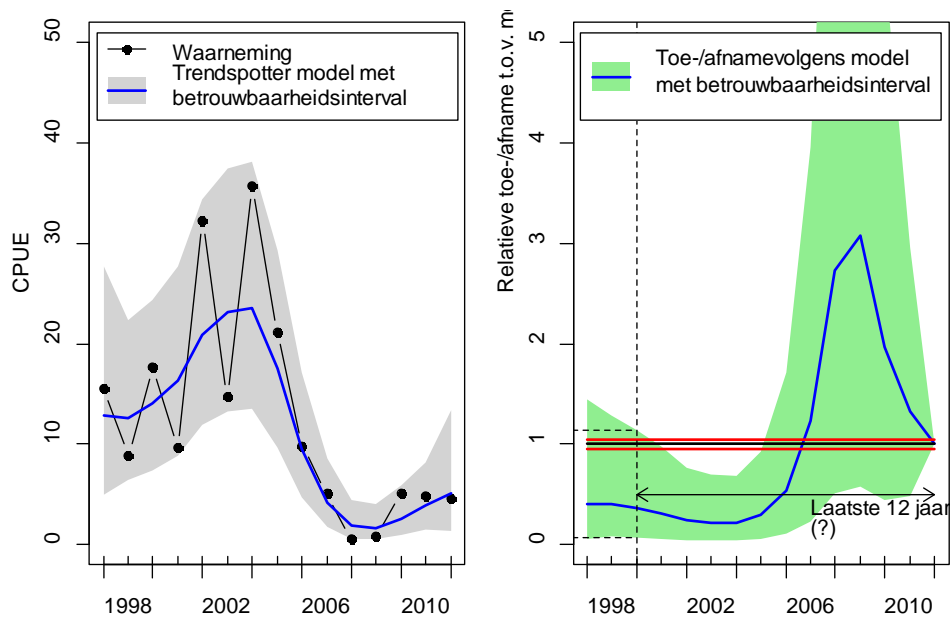 CPUE
0
10
20
30
40
50
Waarneming
Trendspotter model met
betrouwbaarheidsinterval
1998
2002
2006
2010
Relatieve toe-/afname t.o.v.
0
1
2
3
4
5
Toe-/afnamevolgens model
met betrouwbaarheidsinterval
Laatste 12 jaar
(?)
1998
2002
2006
2010